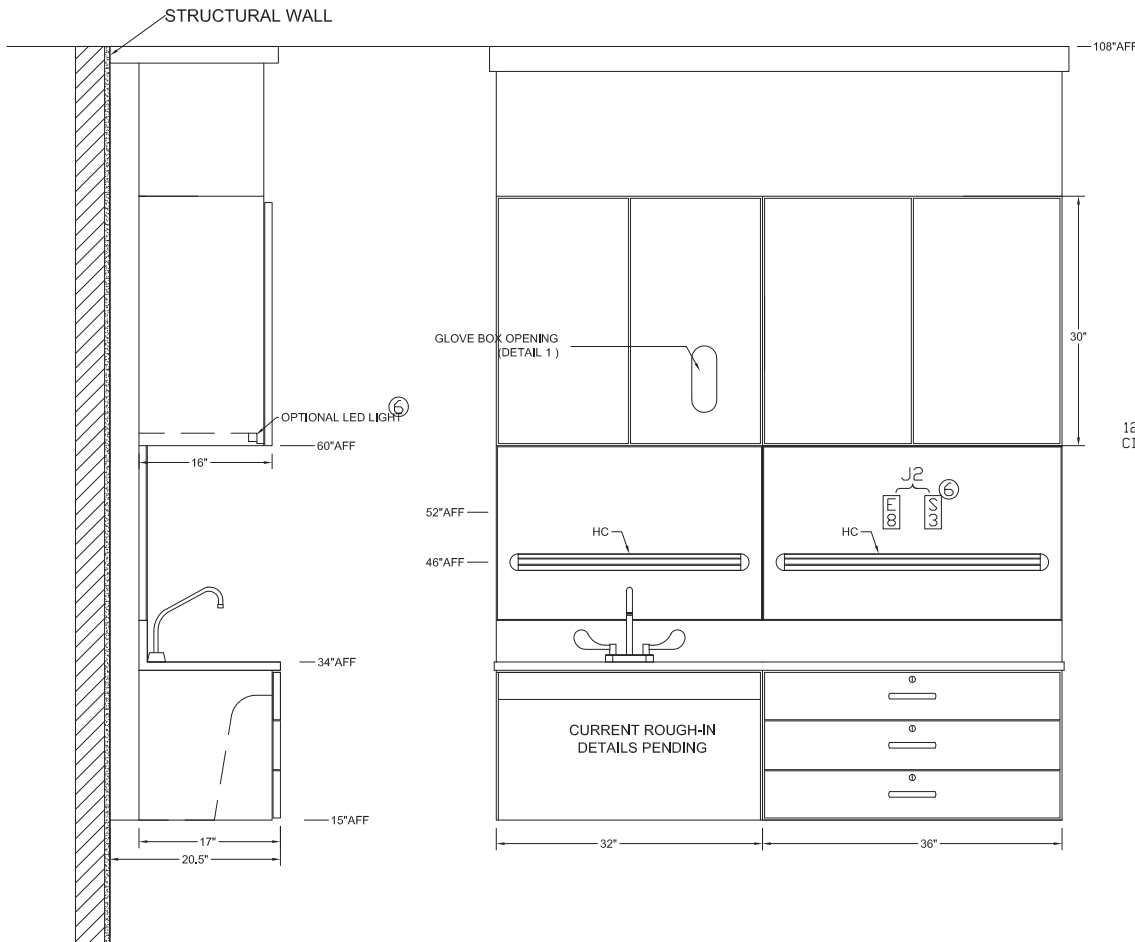 STRUCTURAL WALL
108"AFF
GLOVE BOX OPENING
(DETAIL 1 )
30"
OPTIONAL LED LIGHT
6
60"AFF
16"
12
CI
J2
6
E
8
S
3
52"AFF
HC
HC
46"AFF
34"AFF
CURRENT ROUGH-IN
DETAILS PENDING
15"AFF
17"
32"
36"
20.5"